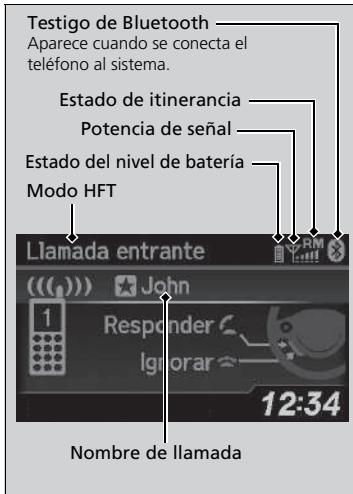 Testigo de Bluetooth
Aparece cuando se conecta el
teléfono al sistema.
Estado de itinerancia
Potencia de señal
Estado del nivel de batería
Modo HFT
Llamada entrante
RM
John
1
Responder
Ignorar
12:34
Nombre de llamada